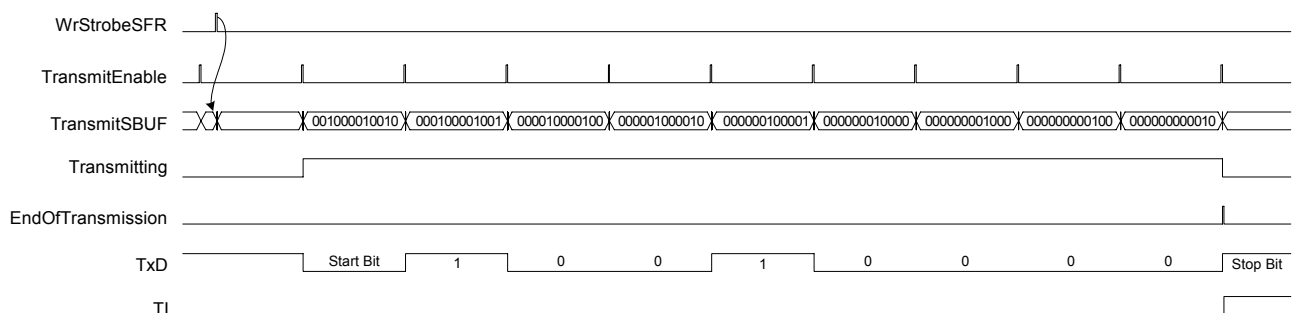 WrStrobeSFR
TransmitEnable
TransmitSBUF 001000010010 000100001001 000010000100 000001000010 000000100001 000000010000 000000001000 000000000100 000000000010
Transmitting
EndOfTransmission
TxD Start Bit 1 0 0 1 0 0 0 0 Stop Bit
TI